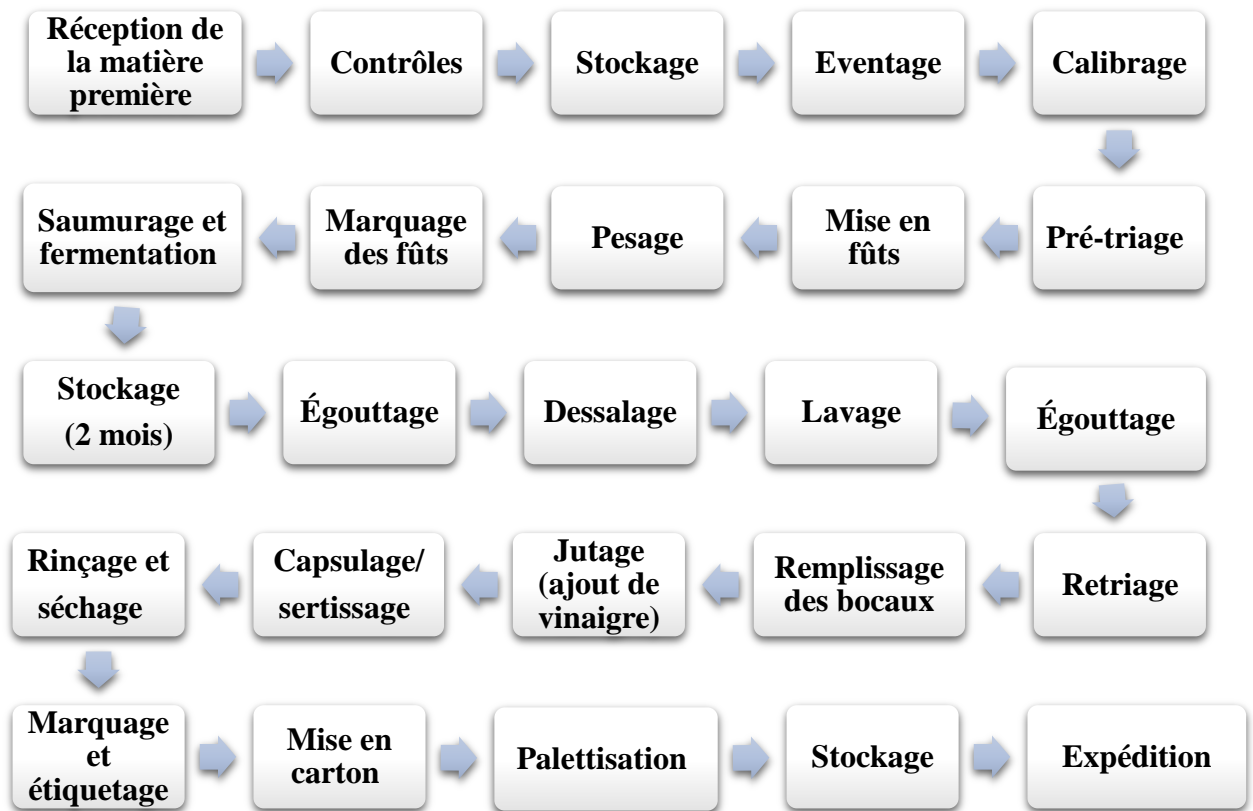 Réception de
la matière
première
Contrôles
Stockage
Eventage
Calibrage
Pré-triage
Mise en
fûts
Pesage
Marquage
des fûts
Saumurage et
fermentation
Stockage
(2 mois)
Égouttage
Dessalage
Lavage
Égouttage
Retriage
Remplissage
des bocaux
Jutage
(ajout de
vinaigre)
Capsulage/
sertissage
Rinçage et
séchage
Marquage
et
étiquetage
Mise en
carton
Palettisation
Stockage
Expédition